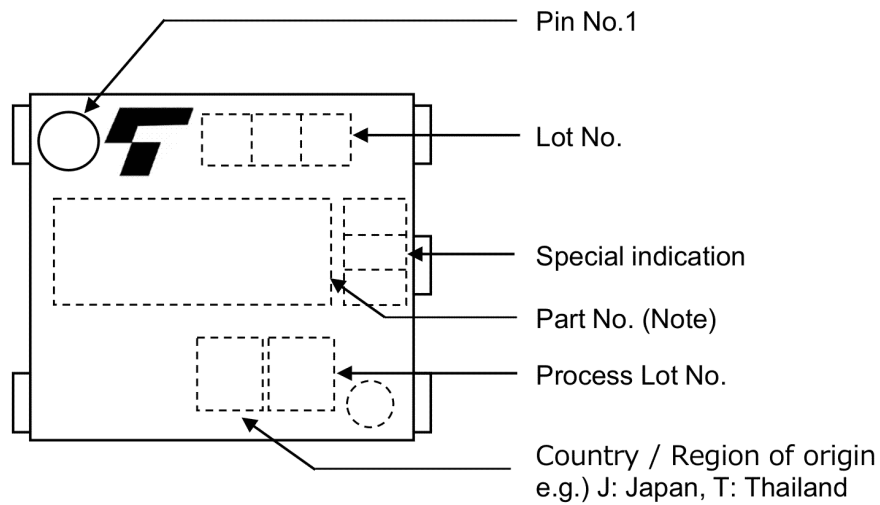 Pin No.1
Lot No.
Special indication
Part No. (Note)
Process Lot No.
Country / Region of origin
e.g.) J: Japan, T: Thailand